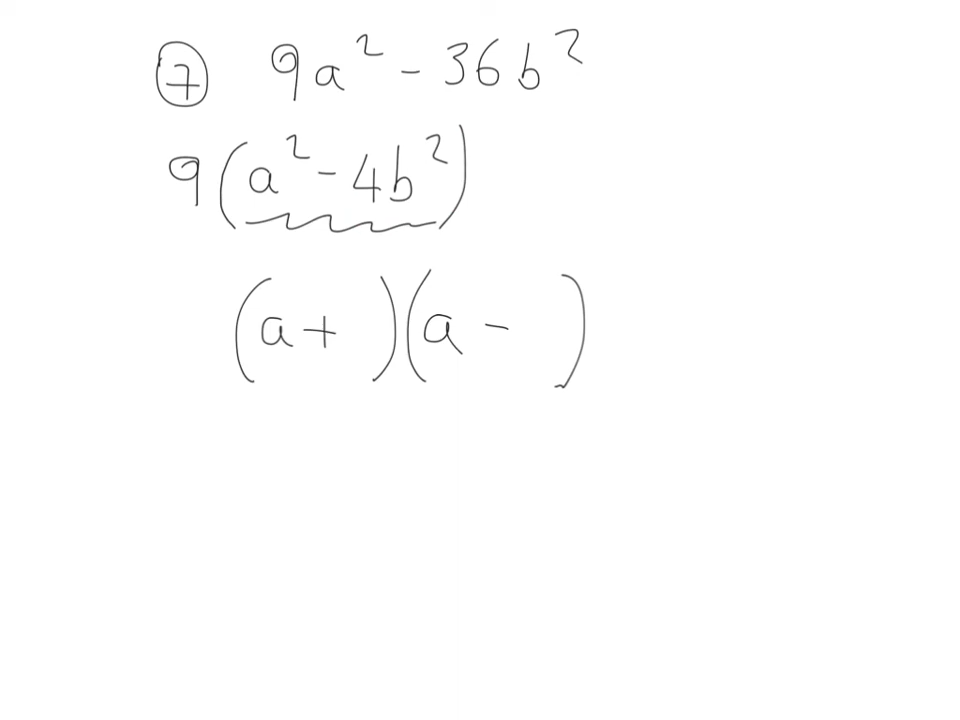 ⑦ 9a² - 36b²
9(a² - 4b²)
(a+ )(a - )